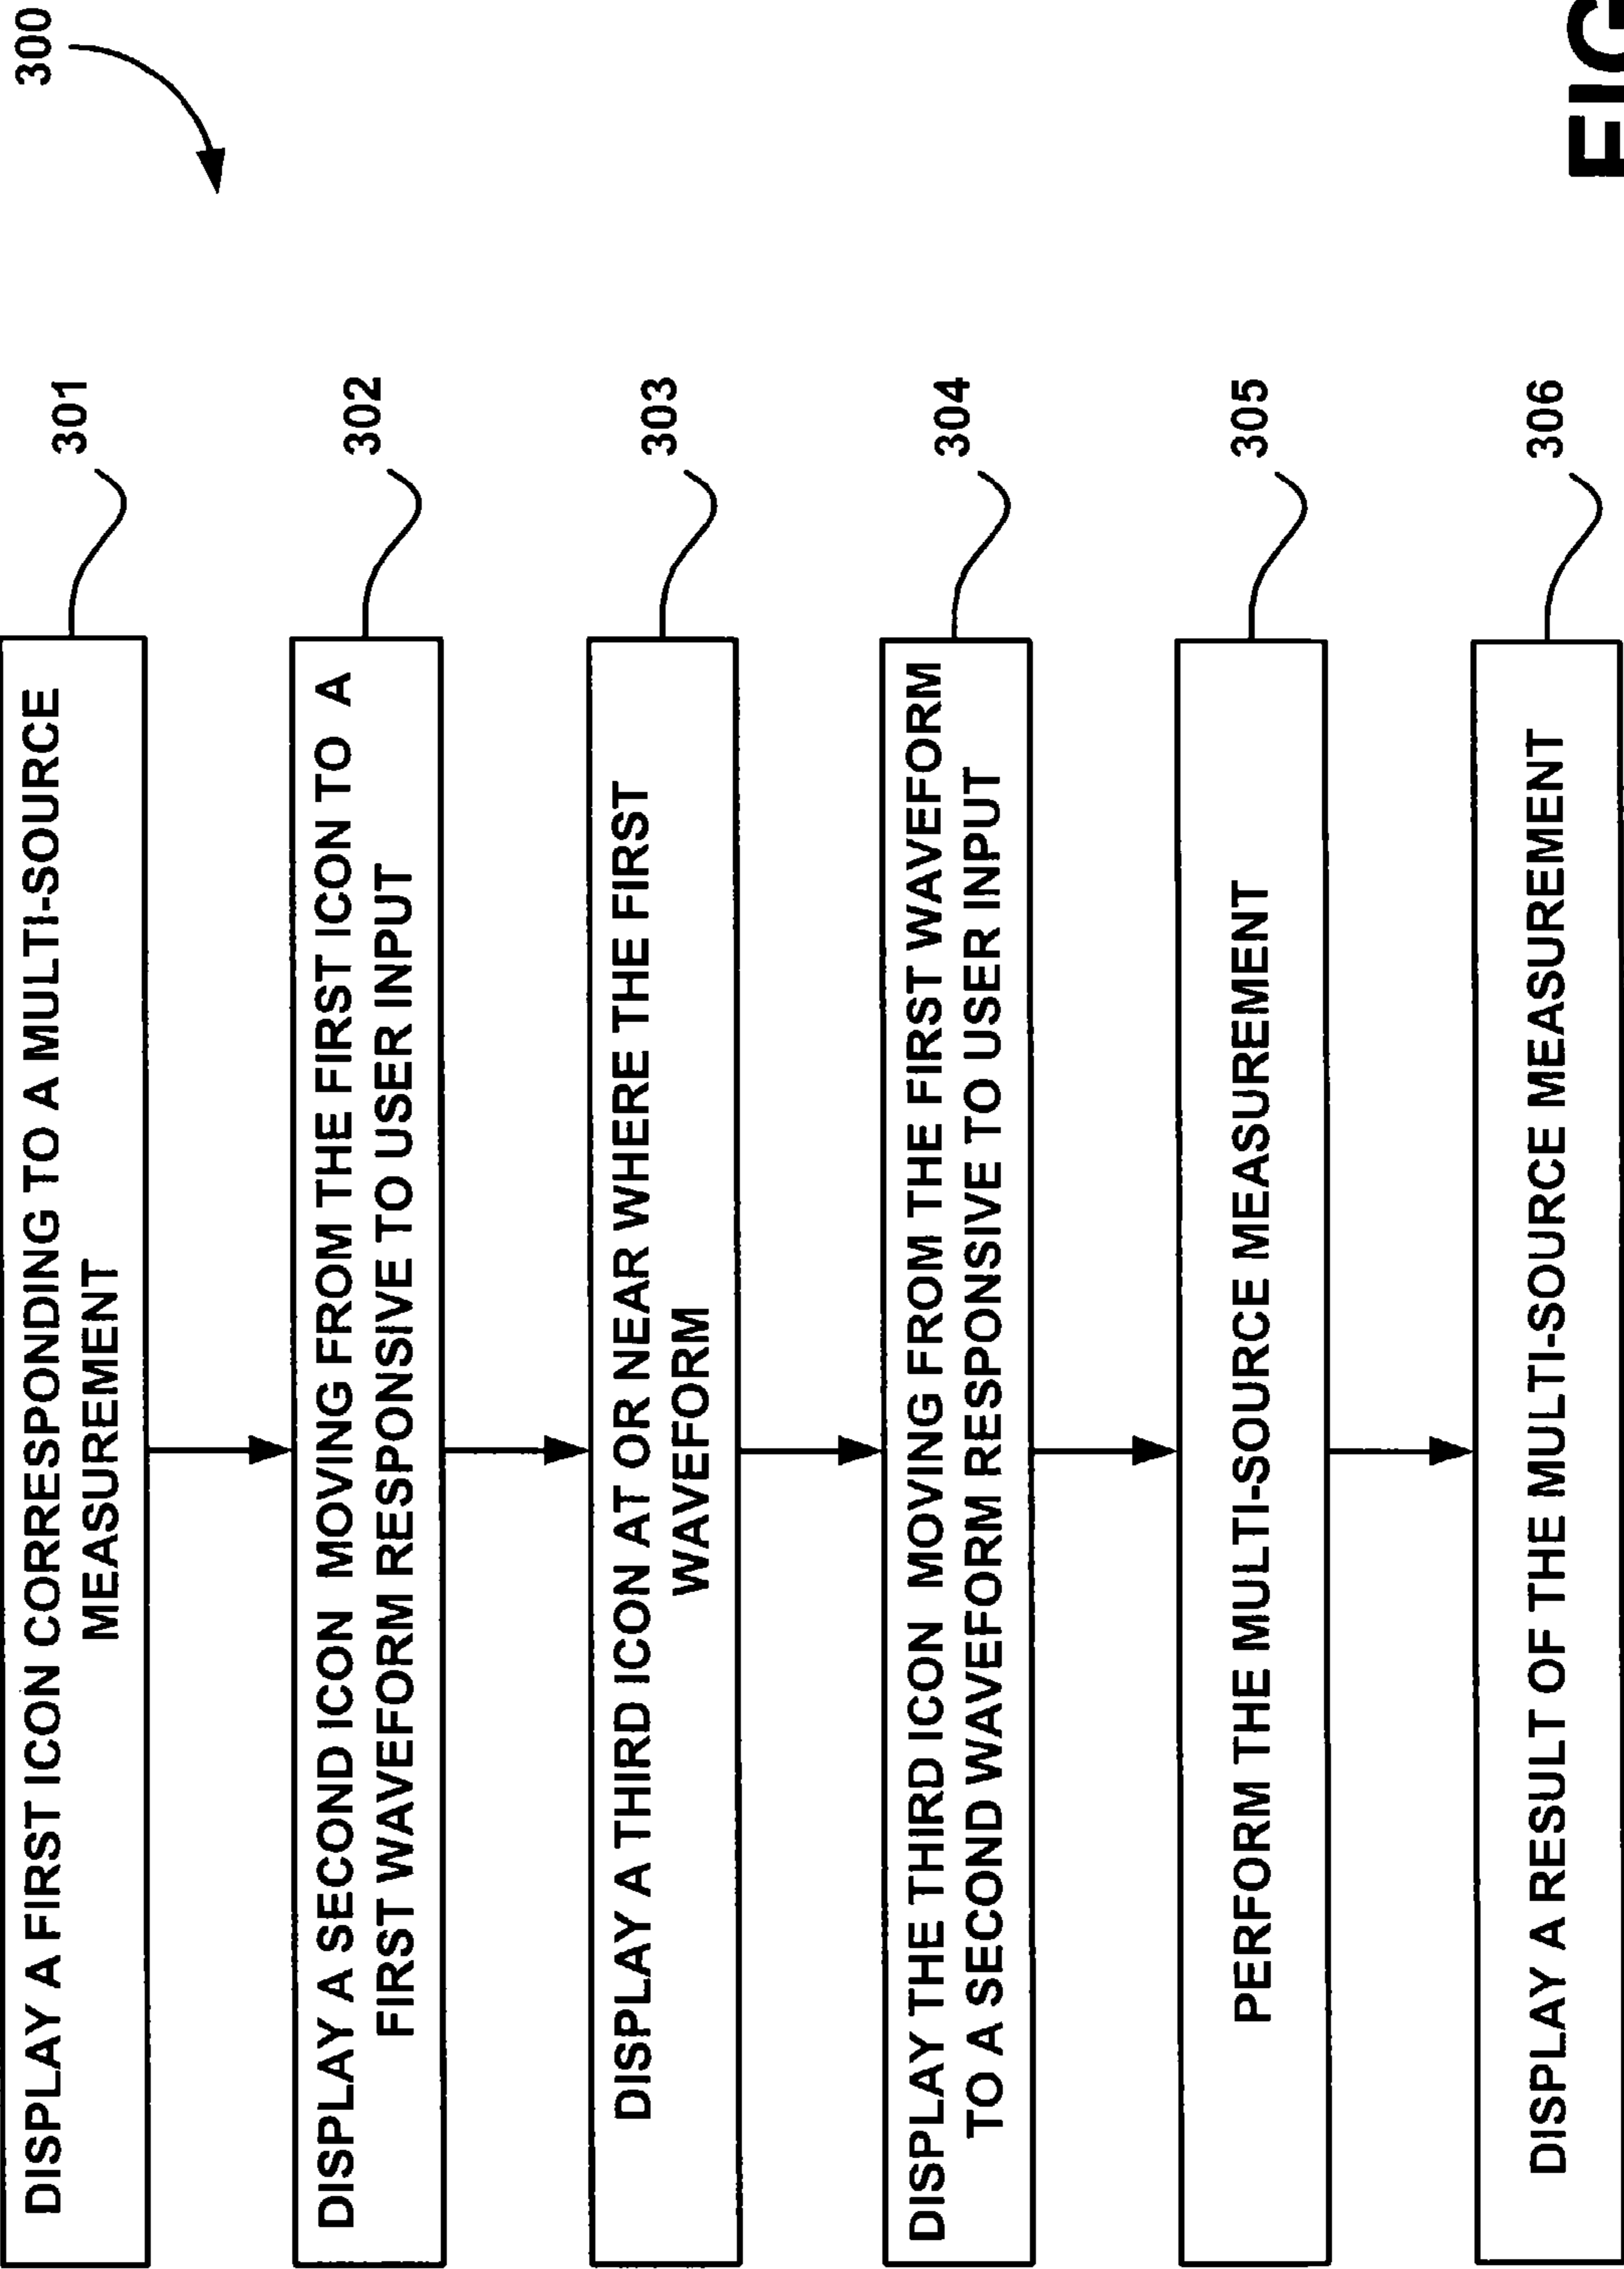 300
DISPLAY A FIRST ICON CORRESPONDING TO A MULTI-SOURCE
MEASUREMENT
301
DISPLAY A SECOND ICON MOVING FROM THE FIRST ICON TO A
FIRST WAVEFORM RESPONSIVE TO USER INPUT
302
DISPLAY A THIRD ICON AT OR NEAR WHERE THE FIRST
WAVEFORM
303
DISPLAY THE THIRD ICON MOVING FROM THE FIRST WAVEFORM
TO A SECOND WAVEFORM RESPONSIVE TO USER INPUT
304
PERFORM THE MULTI-SOURCE MEASUREMENT
305
DISPLAY A RESULT OF THE MULTI-SOURCE MEASUREMENT
306